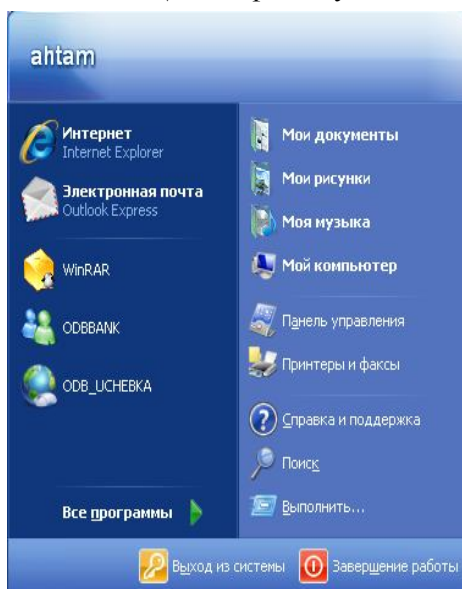 ahtam
Интернет
Internet Explorer
Электронная почта
Outlook Express
WinRAR
ODBBANK
ODB_UCHEBKA
Все программы
Мои документы
Мои рисунки
Моя музыка
Мой компьютер
Панель управления
Принтеры и факсы
Справка и поддержка
Поиск
Выполнить...
Выход из системы
Завершение работы